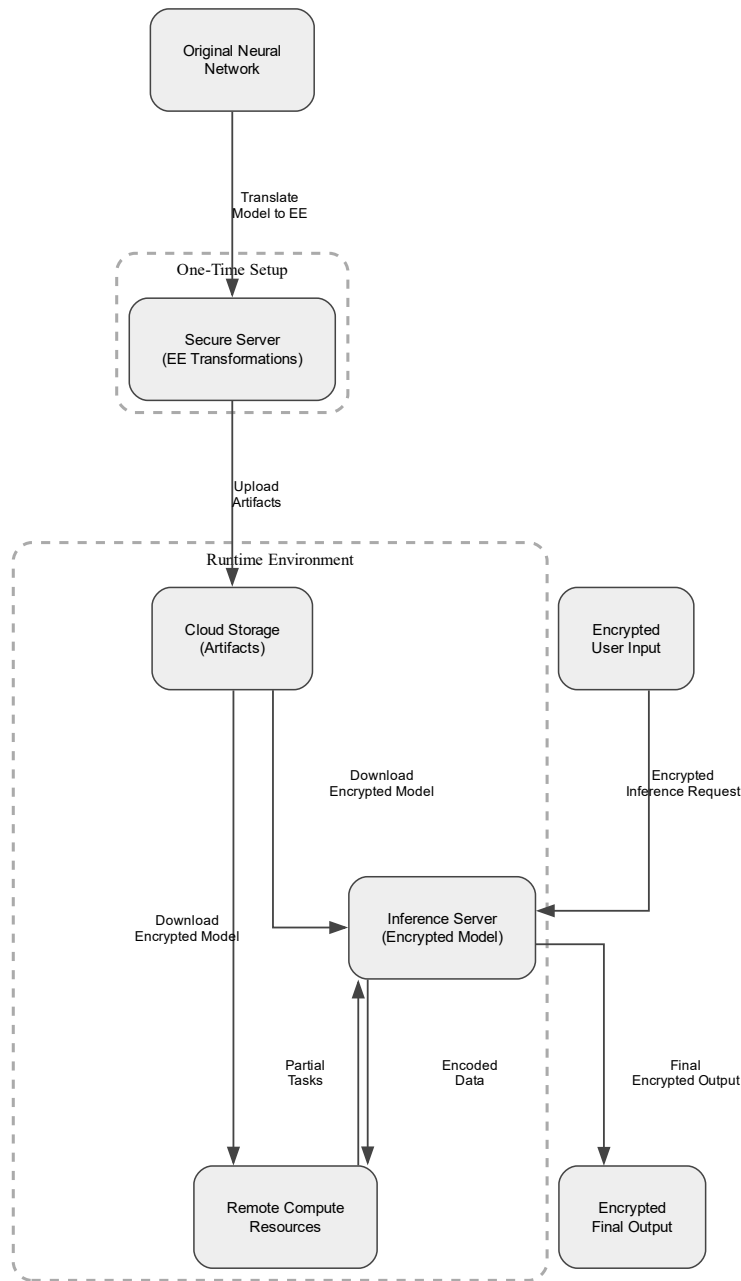 Original Neural
Network
Translate
Model to EE
One-Time Setup
Secure Server
(EE Transformations)
Upload
Artifacts
Runtime Environment
Cloud Storage
(Artifacts)
Encrypted
User Input
Download
Encrypted Model
Encrypted
Inference Request
Download
Encrypted Model
Inference Server
(Encrypted Model)
Partial
Tasks
Encoded
Data
Final
Encrypted Output
Remote Compute
Resources
Encrypted
Final Output